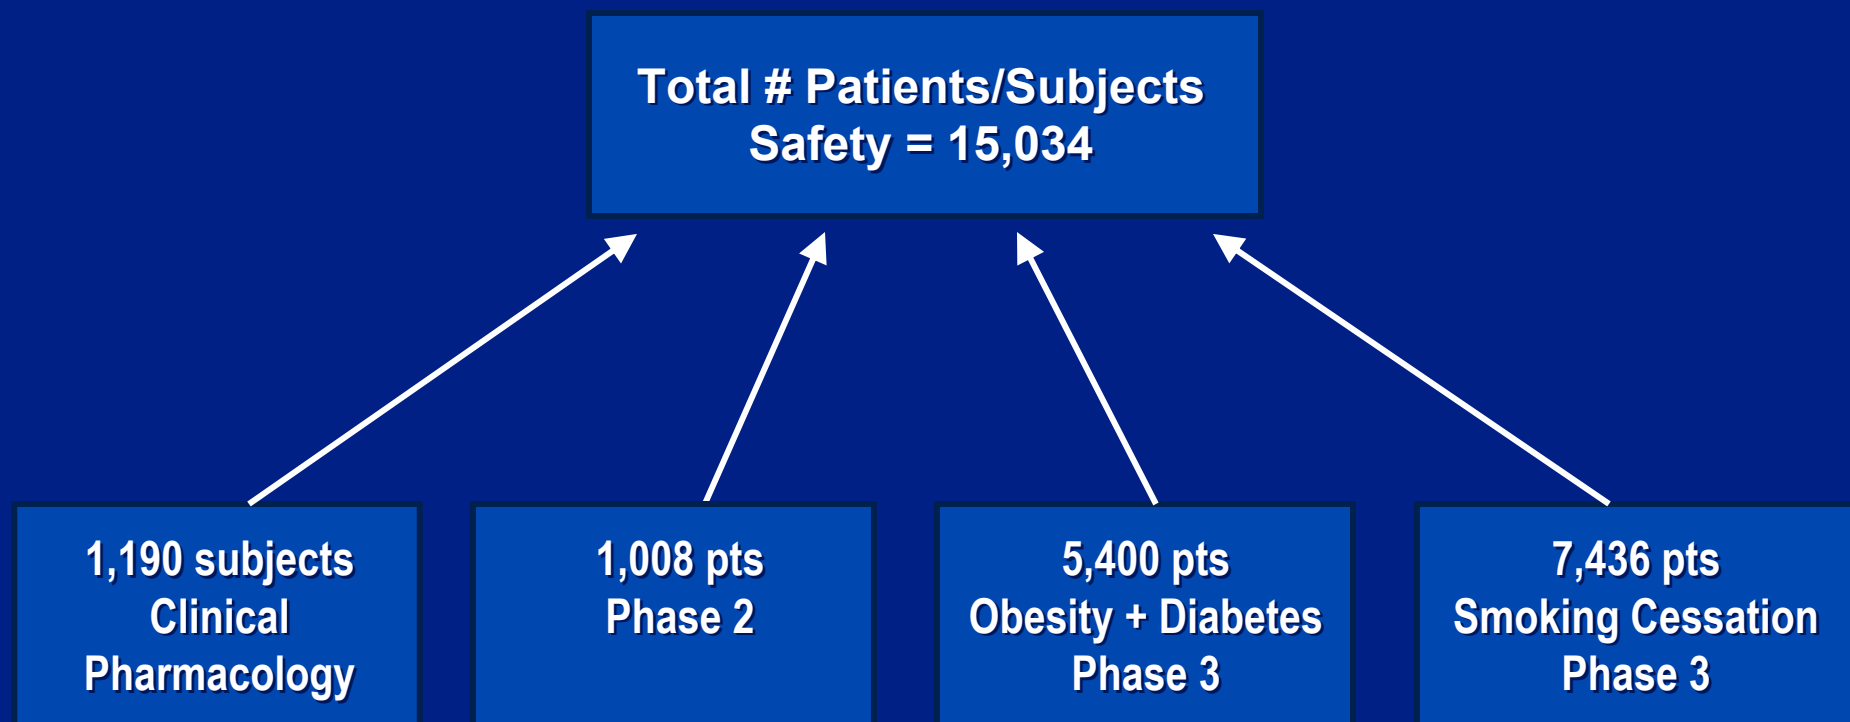 Total # Patients/Subjects
Safety = 15,034
1,190 subjects
Clinical
Pharmacology
1,008 pts
Phase 2
5,400 pts
Obesity + Diabetes
Phase 3
7,436 pts
Smoking Cessation
Phase 3